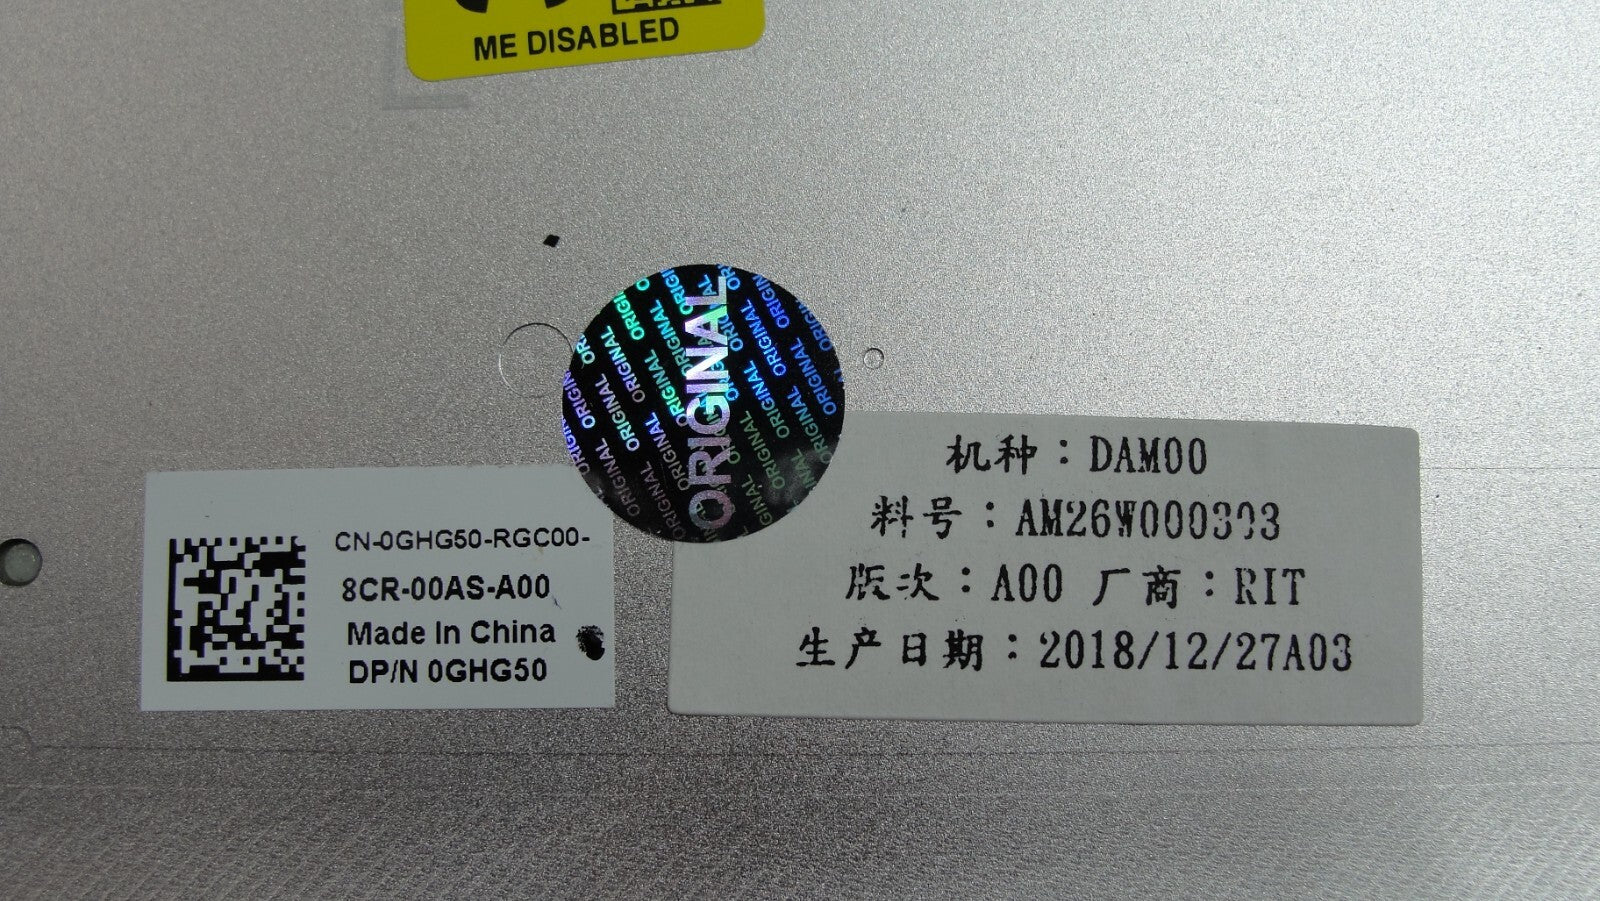 ME DISABLED
ORIGINAL
CN-0GHG50-RGC00-
8CR-00AS-A00
Made In China
DP/N 0GHG50
机种：DAM00
料号：AM26W000303
版次：A00 厂商：RIT
生产日期：2018/12/27A03